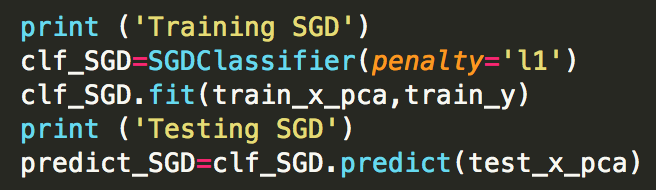 print ('Training SGD')
clf_SGD=SGDClassifier(penalty='l1')
clf_SGD.fit(train_x_pca,train_y)
print ('Testing SGD')
predict_SGD=clf_SGD.predict(test_x_pca)